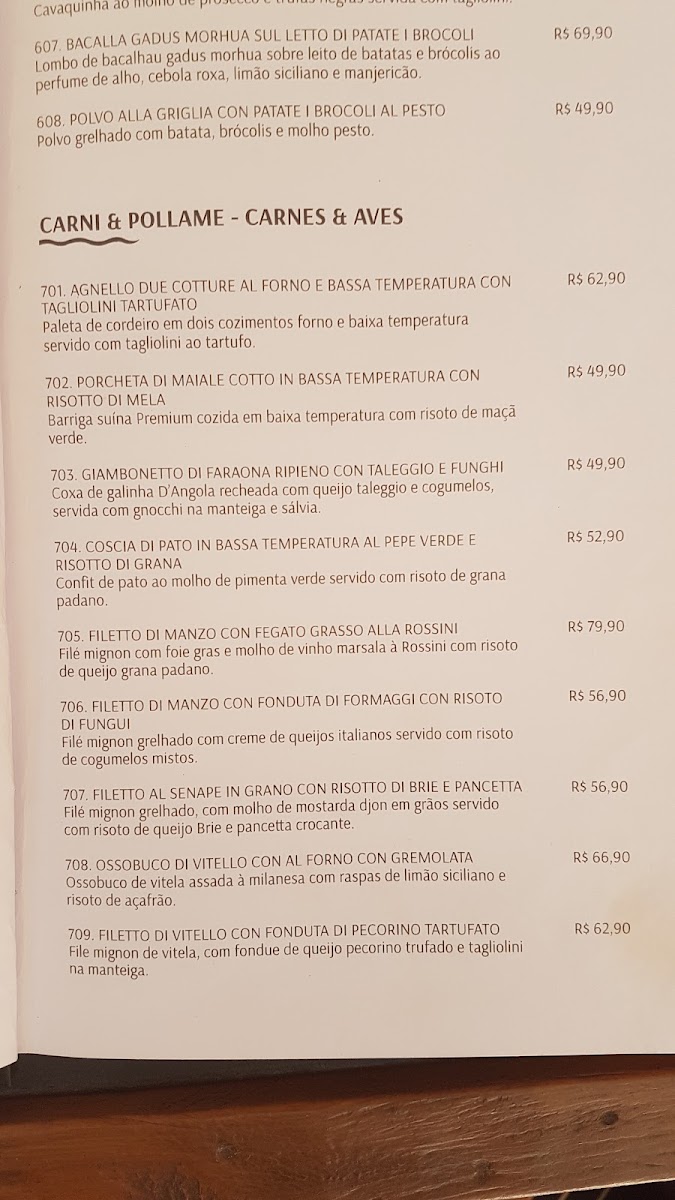 Cavaquinha ao molho de prosecco e trufas negras servida com tagliolini.
607. BACALLA GADUS MORHUA SUL LETTO DI PATATE I BROCOLI R$ 69,90
Lombo de bacalhau gadus morhua sobre leito de batatas e brócolis ao
perfume de alho, cebola roxa, limão siciliano e manjericão.
608. POLVO ALLA GRIGLIA CON PATATE I BROCOLI AL PESTO R$ 49,90
Polvo grelhado com batata, brócolis e molho pesto.
CARNI & POLLAME - CARNES & AVES
701. AGNELLO DUE COTTURE AL FORNO E BASSA TEMPERATURA CON R$ 62,90
TAGLIOLINI TARTUFATO
Paleta de cordeiro em dois cozimentos forno e baixa temperatura
servido com tagliolini ao tartufo.
702. PORCHETA DI MAIALE COTTO IN BASSA TEMPERATURA CON R$ 49,90
RISOTTO DI MELA
Barriga suína Premium cozida em baixa temperatura com risoto de maçã
verde.
703. GIAMBONETTO DI FARAONA RIPIENO CON TALEGGIO E FUNGHI R$ 49,90
Coxa de galinha D'Angola recheada com queijo taleggio e cogumelos,
servida com gnocchi na manteiga e sálvia.
704. COSCIA DI PATO IN BASSA TEMPERATURA AL PEPE VERDE E R$ 52,90
RISOTTO DI GRANA
Confit de pato ao molho de pimenta verde servido com risoto de grana
padano.
705. FILETTO DI MANZO CON FEGATO GRASSO ALLA ROSSINI R$ 79,90
Filé mignon com foie gras e molho de vinho marsala à Rossini com risoto
de queijo grana padano.
706. FILETTO DI MANZO CON FONDUTA DI FORMAGGI CON RISOTO R$ 56,90
DI FUNGUI
Filé mignon grelhado com creme de queijos italianos servido com risoto
de cogumelos mistos.
707. FILETTO AL SENAPE IN GRANO CON RISOTTO DI BRIE E PANCETTA R$ 56,90
Filé mignon grelhado, com molho de mostarda djon em grãos servido
com risoto de queijo Brie e pancetta crocante.
708. OSSOBUCO DI VITELLO CON AL FORNO CON GREMOLATA R$ 66,90
Ossobuco de vitela assada à milanesa com raspas de limão siciliano e
risoto de açafrão.
709. FILETTO DI VITELLO CON FONDUTA DI PECORINO TARTUFATO R$ 62,90
File mignon de vitela, com fondue de queijo pecorino trufado e tagliolini
na manteiga.